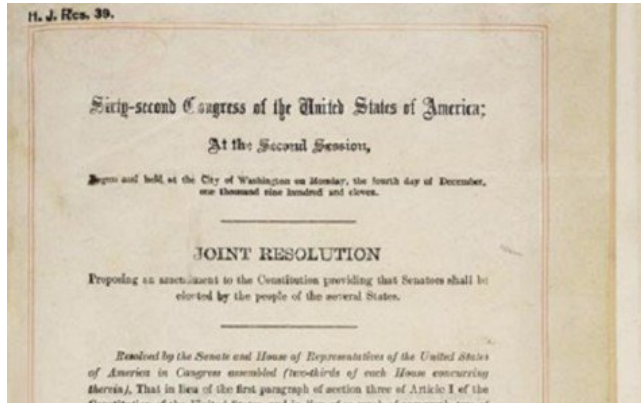 H. J. Res. 39.
Sixty-second Congress of the United States of America;
At the Second Session,
Begun and held at the City of Washington on Monday, the fourth day of December,
one thousand nine hundred and eleven.
JOINT RESOLUTION
Proposing an amendment to the Constitution providing that Senators shall be
elected by the people of the several States.
Resolved by the Senate and House of Representatives of the United States
of America in Congress assembled (two-thirds of each House concurring
therein), That in lieu of the first paragraph of section three of Article I of the